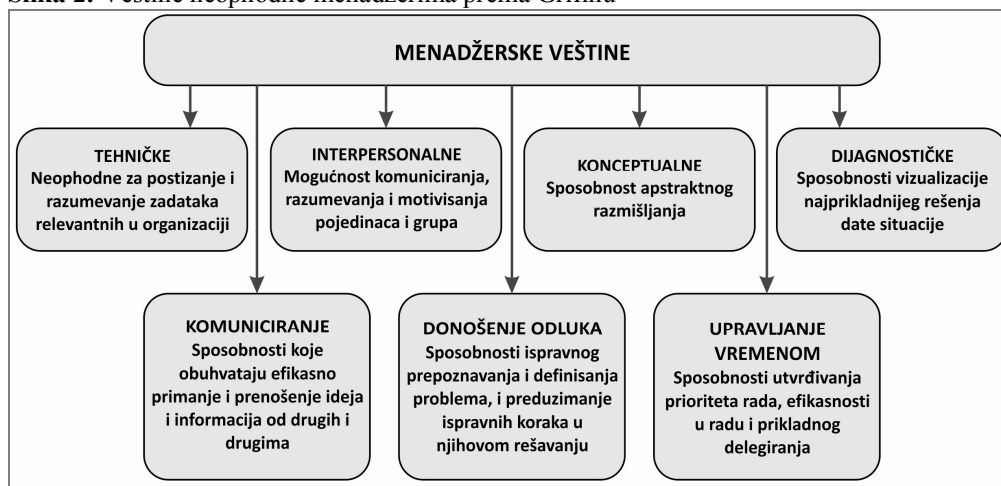 Slika 2: Veštine neophodne menadžerima prema Grifinu
MENADŽERSKE VEŠTINE
TEHNIČKE
Neophodne za postizanje i
razumevanje zadataka
relevantnih u organizaciji
INTERPERSONALNE
Mogućnost komuniciranja,
razumevanja i motivisanja
pojedinaca i grupa
KONCEPTUALNE
Sposobnost apstraktnog
razmišljanja
DIJAGNOSTIČKE
Sposobnosti vizualizacije
najprikladnijeg rešenja
date situacije
KOMUNICIRANJE
Sposobnosti koje
obuhvataju efikasno
primanje i prenošenje ideja
i informacija od drugih i
drugima
DONOŠENJE ODLUKA
Sposobnosti ispravnog
prepoznavanja i definisanja
problema, i preduzimanje
ispravnih koraka u
njihovom rešavanju
UPRAVLJANJE
VREMENOM
Sposobnosti utvrđivanja
prioriteta rada, efikasnosti
u radu i prikladnog
delegiranja